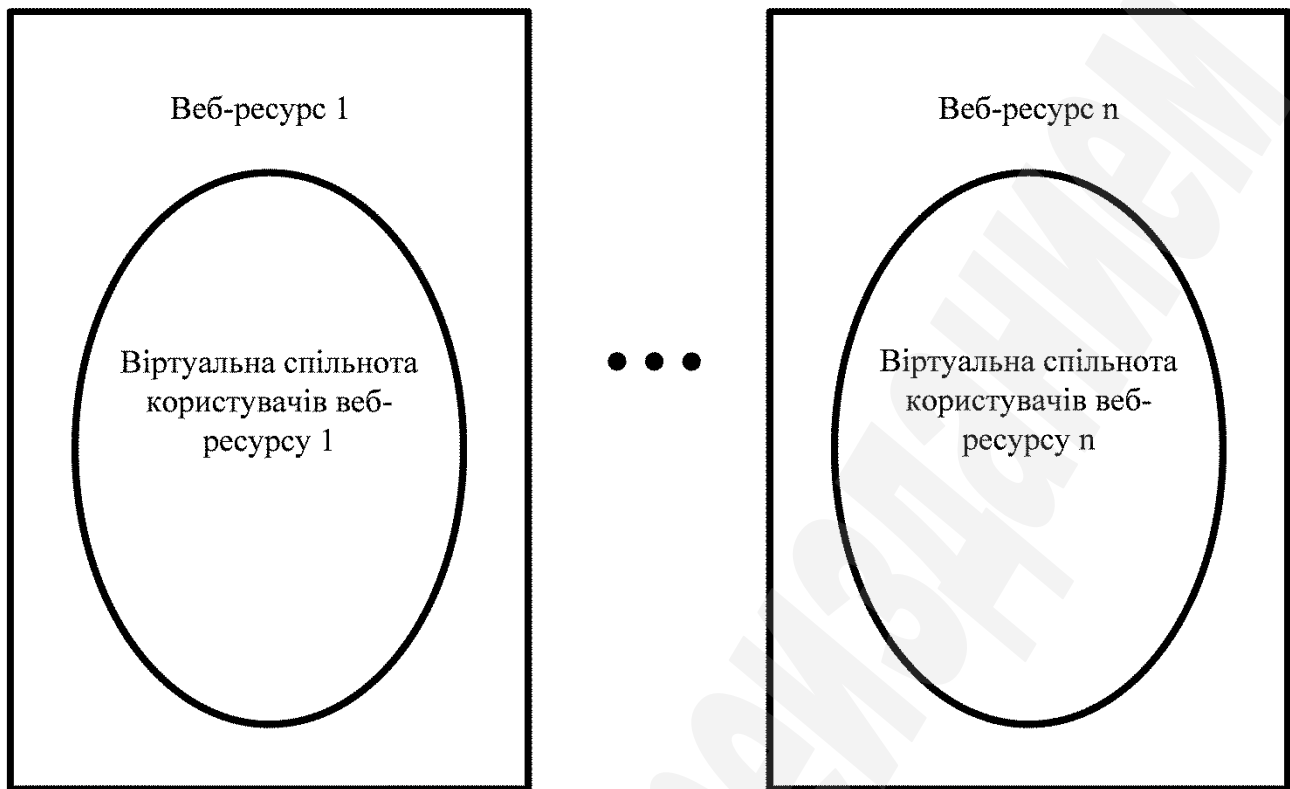 Веб-ресурс 1
Віртуальна спільнота
користувачів веб-
ресурсу 1
Веб-ресурс n
Віртуальна спільнота
користувачів веб-
ресурсу n